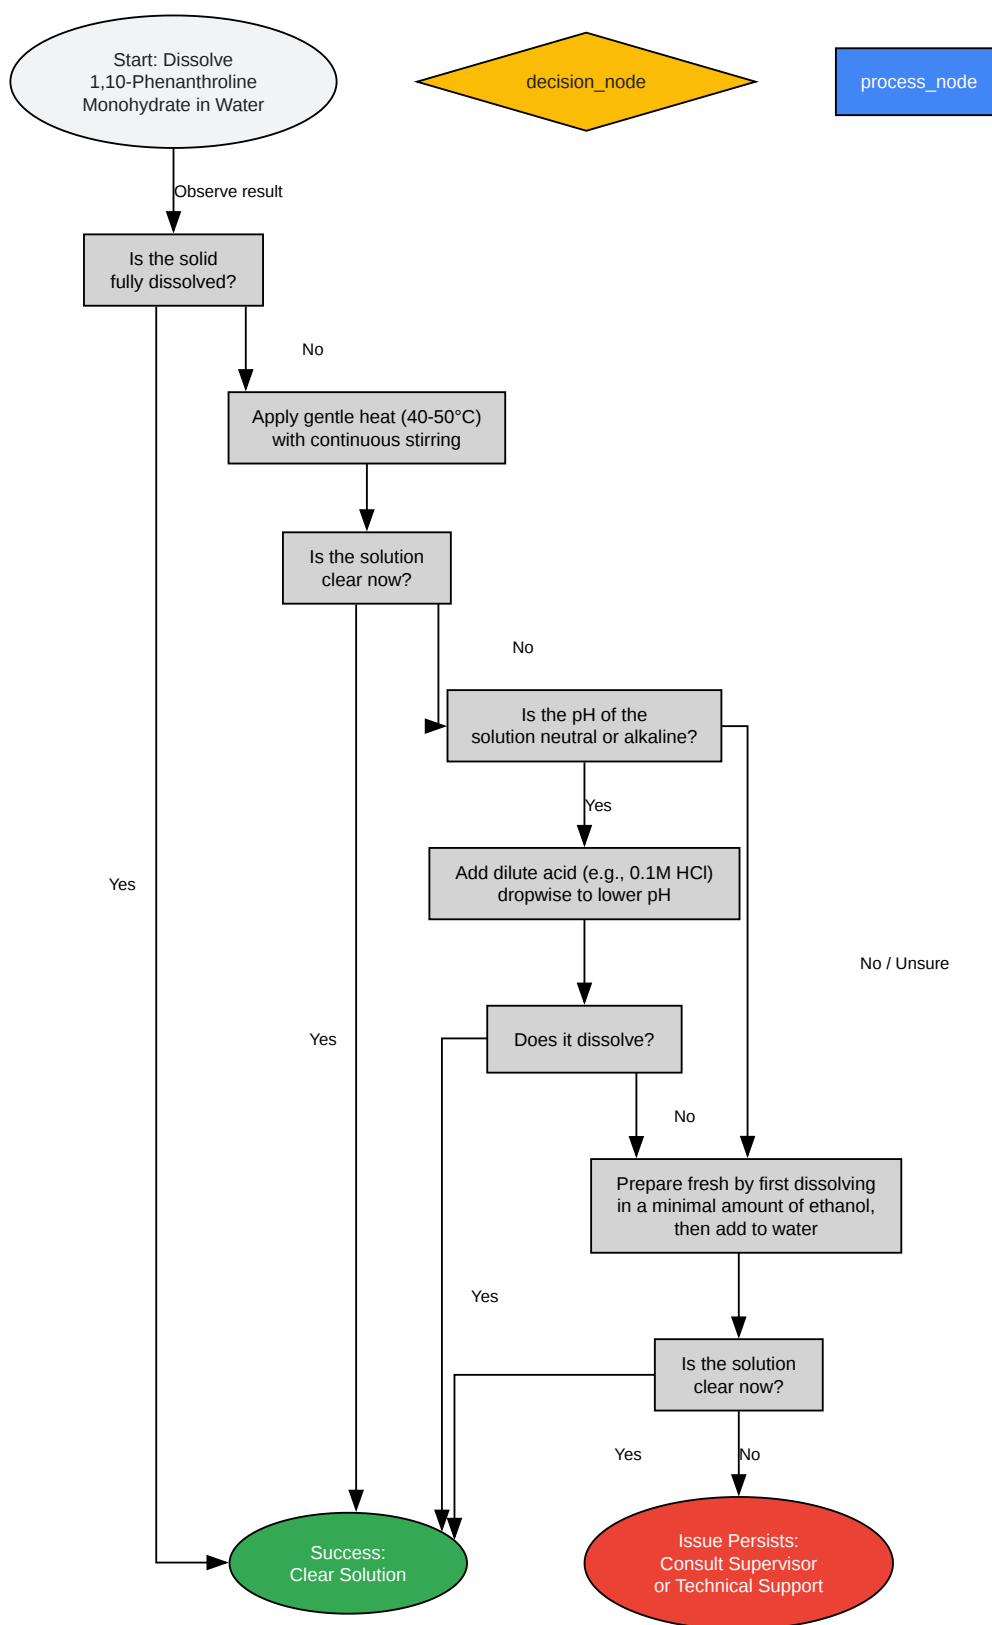 Start: Dissolve
1,10-Phenanthroline
Monohydrate in Water
decision_node
process_node
Observe result
Is the solid
fully dissolved?
No
Apply gentle heat (40-50°C)
with continuous stirring
Is the solution
clear now?
No
Is the pH of the
solution neutral or alkaline?
Yes
Add dilute acid (e.g., 0.1M HCl)
dropwise to lower pH
Yes
No / Unsure
Does it dissolve?
Yes
No
Prepare fresh by first dissolving
in a minimal amount of ethanol,
then add to water
Yes
Is the solution
clear now?
Yes
No
Success:
Clear Solution
Issue Persists:
Consult Supervisor
or Technical Support